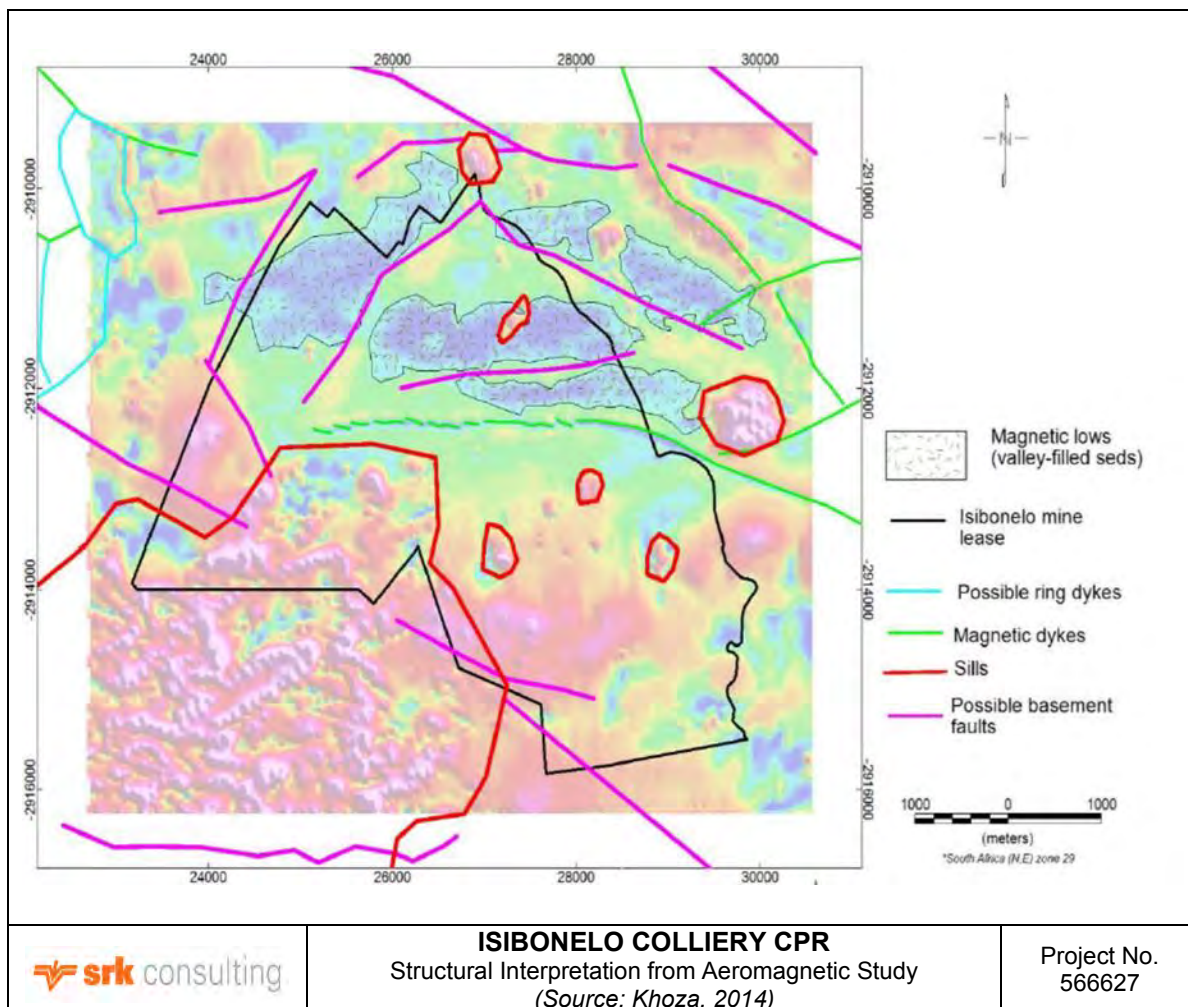 24000 26000 28000 30000
-2910000 -2910000
N
-2912000 -2912000
Magnetic lows
(valley-filled seds)
Isibonelo mine
lease
-2914000 -2914000
Possible ring dykes
Magnetic dykes
Sills
Possible basement
faults
-2916000 -2916000
1000 0 1000
(meters)
*South Africa (N,E) zone 29
24000 26000 28000 30000
srk consulting
ISIBONELO COLLIERY CPR
Structural Interpretation from Aeromagnetic Study
(Source: Khoza, 2014)
Project No.
566627